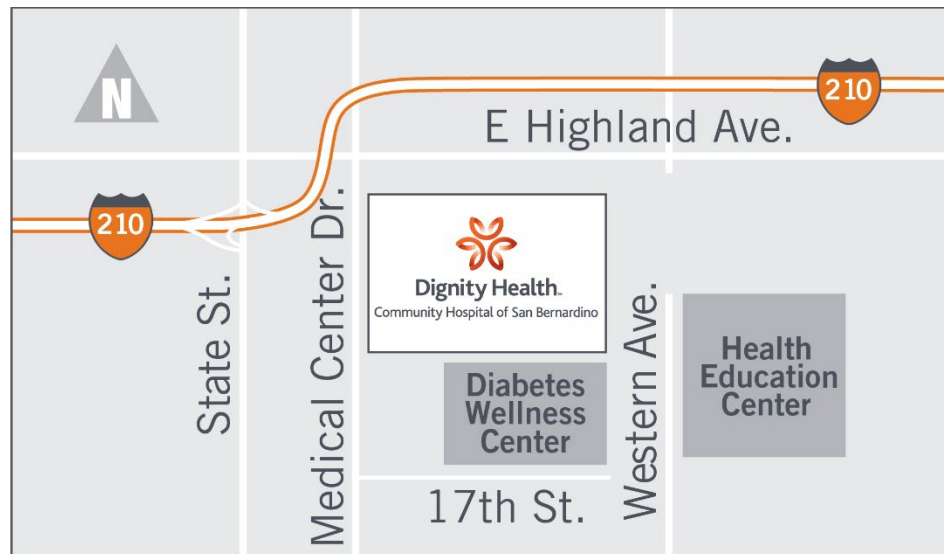 N
210
E Highland Ave.
210
State St.
Medical Center Dr.
Dignity Health™
Community Hospital of San Bernardino
Western Ave.
Health
Education
Center
Diabetes
Wellness
Center
17th St.